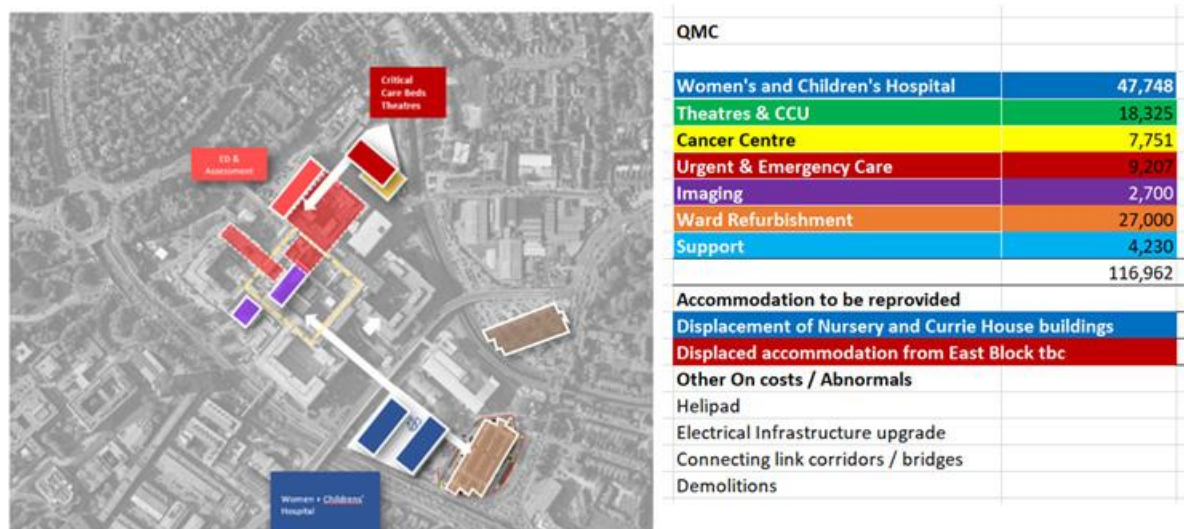 Critical
Care Beds
Theatres
ED &
Assessment
Women + Childrens'
Hospital
QMC
Women's and Children's Hospital 47,748
Theatres & CCU 18,325
Cancer Centre 7,751
Urgent & Emergency Care 9,207
Imaging 2,700
Ward Refurbishment 27,000
Support 4,230
116,962
Accommodation to be reprovided
Displacement of Nursery and Currie House buildings
Displaced accommodation from East Block tbc
Other On costs / Abnormals
Helipad
Electrical Infrastructure upgrade
Connecting link corridors / bridges
Demolitions